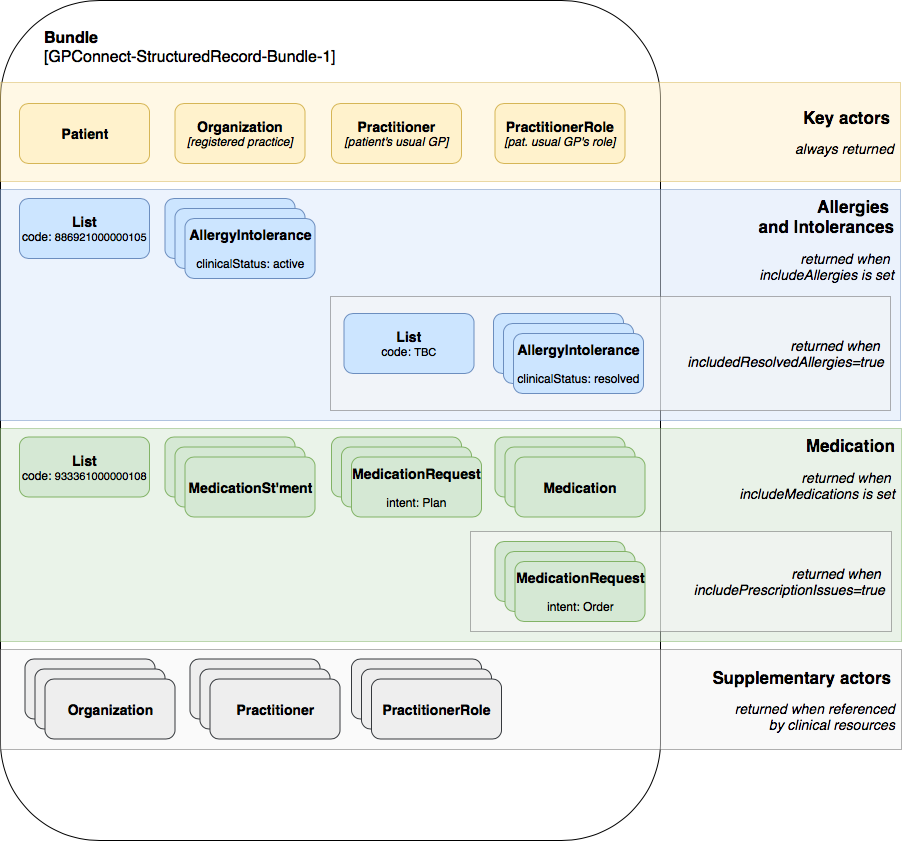 Bundle
[GPConnect-StructuredRecord-Bundle-1]
Patient
Organization
[registered practice]
Practitioner
[patient's usual GP]
PractitionerRole
[pat. usual GP's role]
Key actors
always returned
List
code: 886921000000105
AllergyIntolerance
clinicalStatus: active
Allergies
and Intolerances
returned when
includeAllergies is set
List
code: TBC
AllergyIntolerance
clinicalStatus: resolved
returned when
includedResolvedAllergies=true
List
code: 933361000000108
MedicationSt'ment
MedicationRequest
intent: Plan
Medication
Medication
returned when
includeMedications is set
MedicationRequest
intent: Order
returned when
includePrescriptionIssues=true
Organization
Practitioner
PractitionerRole
Supplementary actors
returned when referenced
by clinical resources